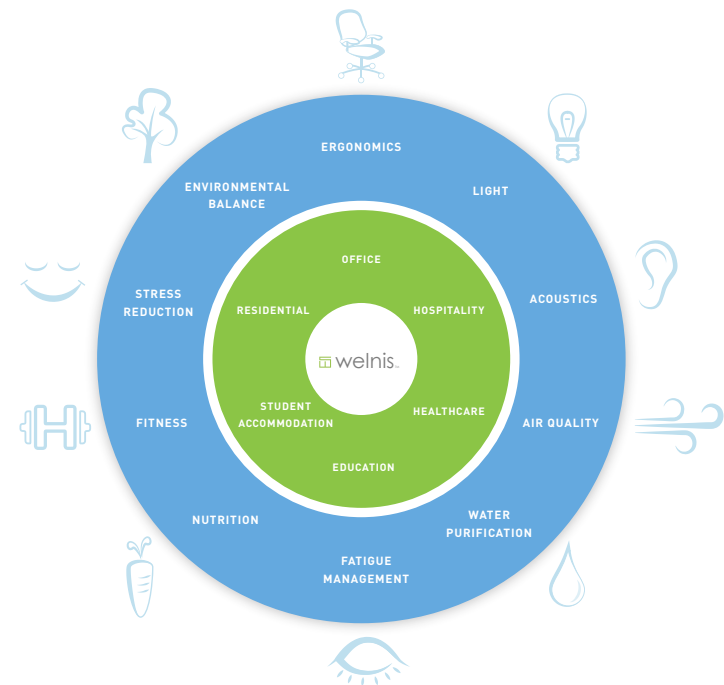 ERGONOMICS
LIGHT
ACOUSTICS
AIR QUALITY
WATER
PURIFICATION
FATIGUE
MANAGEMENT
NUTRITION
FITNESS
STRESS
REDUCTION
ENVIRONMENTAL
BALANCE
OFFICE
HOSPITALITY
HEALTHCARE
EDUCATION
STUDENT
ACCOMMODATION
RESIDENTIAL
welnis